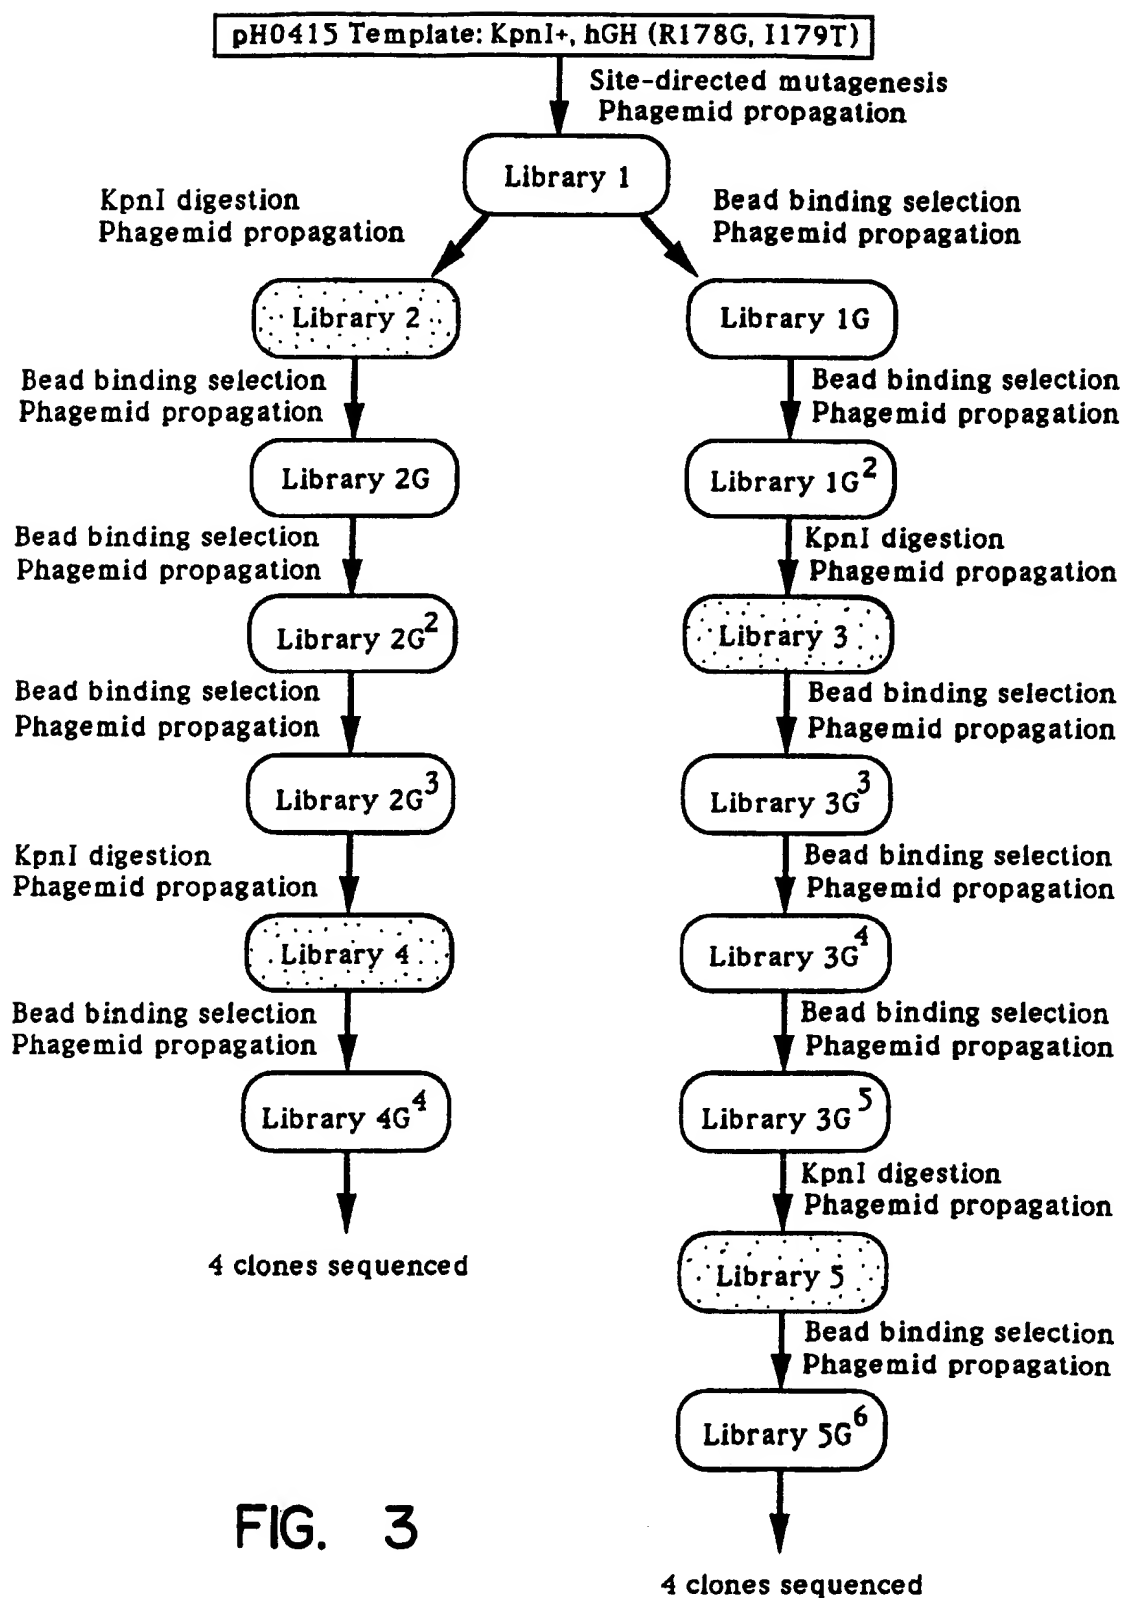 pH0415 Template: KpnI+, hGH (R178G, I179T)
Site-directed mutagenesis
Phagemid propagation
Library 1
KpnI digestion
Phagemid propagation
Bead binding selection
Phagemid propagation
Library 2
Library 1G
Bead binding selection
Phagemid propagation
Bead binding selection
Phagemid propagation
Library 2G
Library 1G²
Bead binding selection
Phagemid propagation
KpnI digestion
Phagemid propagation
Library 2G²
Library 3
Bead binding selection
Phagemid propagation
Bead binding selection
Phagemid propagation
Library 2G³
Library 3G³
KpnI digestion
Phagemid propagation
Bead binding selection
Phagemid propagation
Library 4
Library 3G⁴
Bead binding selection
Phagemid propagation
Bead binding selection
Phagemid propagation
Library 4G⁴
Library 3G⁵
KpnI digestion
Phagemid propagation
4 clones sequenced
Library 5
Bead binding selection
Phagemid propagation
Library 5G⁶
FIG. 3
4 clones sequenced